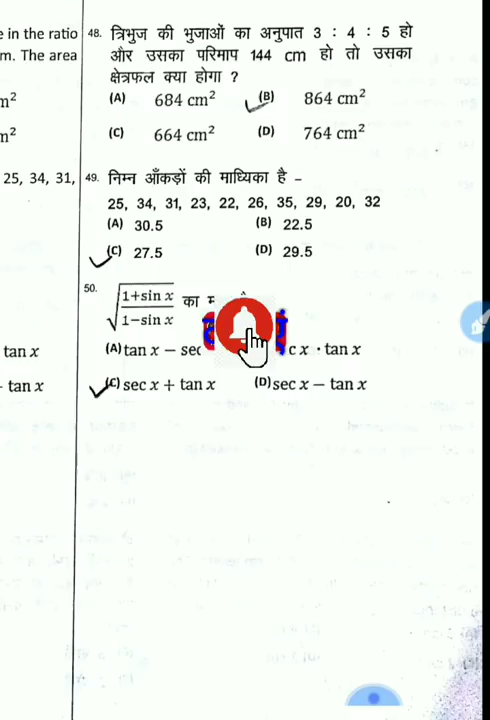 e in the ratio
m. The area
m²
m²
25, 34, 31,
tan x
- tan x
48. त्रिभुज की भुजाओं का अनुपात 3 : 4 : 5 हो
और उसका परिमाप 144 cm हो तो उसका
क्षेत्रफल क्या होगा ?
(A) 684 cm² (B) 864 cm²
(C) 664 cm² (D) 764 cm²
49. निम्न आँकड़ों की माध्यिका है –
25, 34, 31, 23, 22, 26, 35, 29, 20, 32
(A) 30.5 (B) 22.5
(C) 27.5 (D) 29.5
50. √((1+sin x)/(1−sin x)) का
(A) tan x − sec c x · tan x
(C) sec x + tan x (D) sec x − tan x